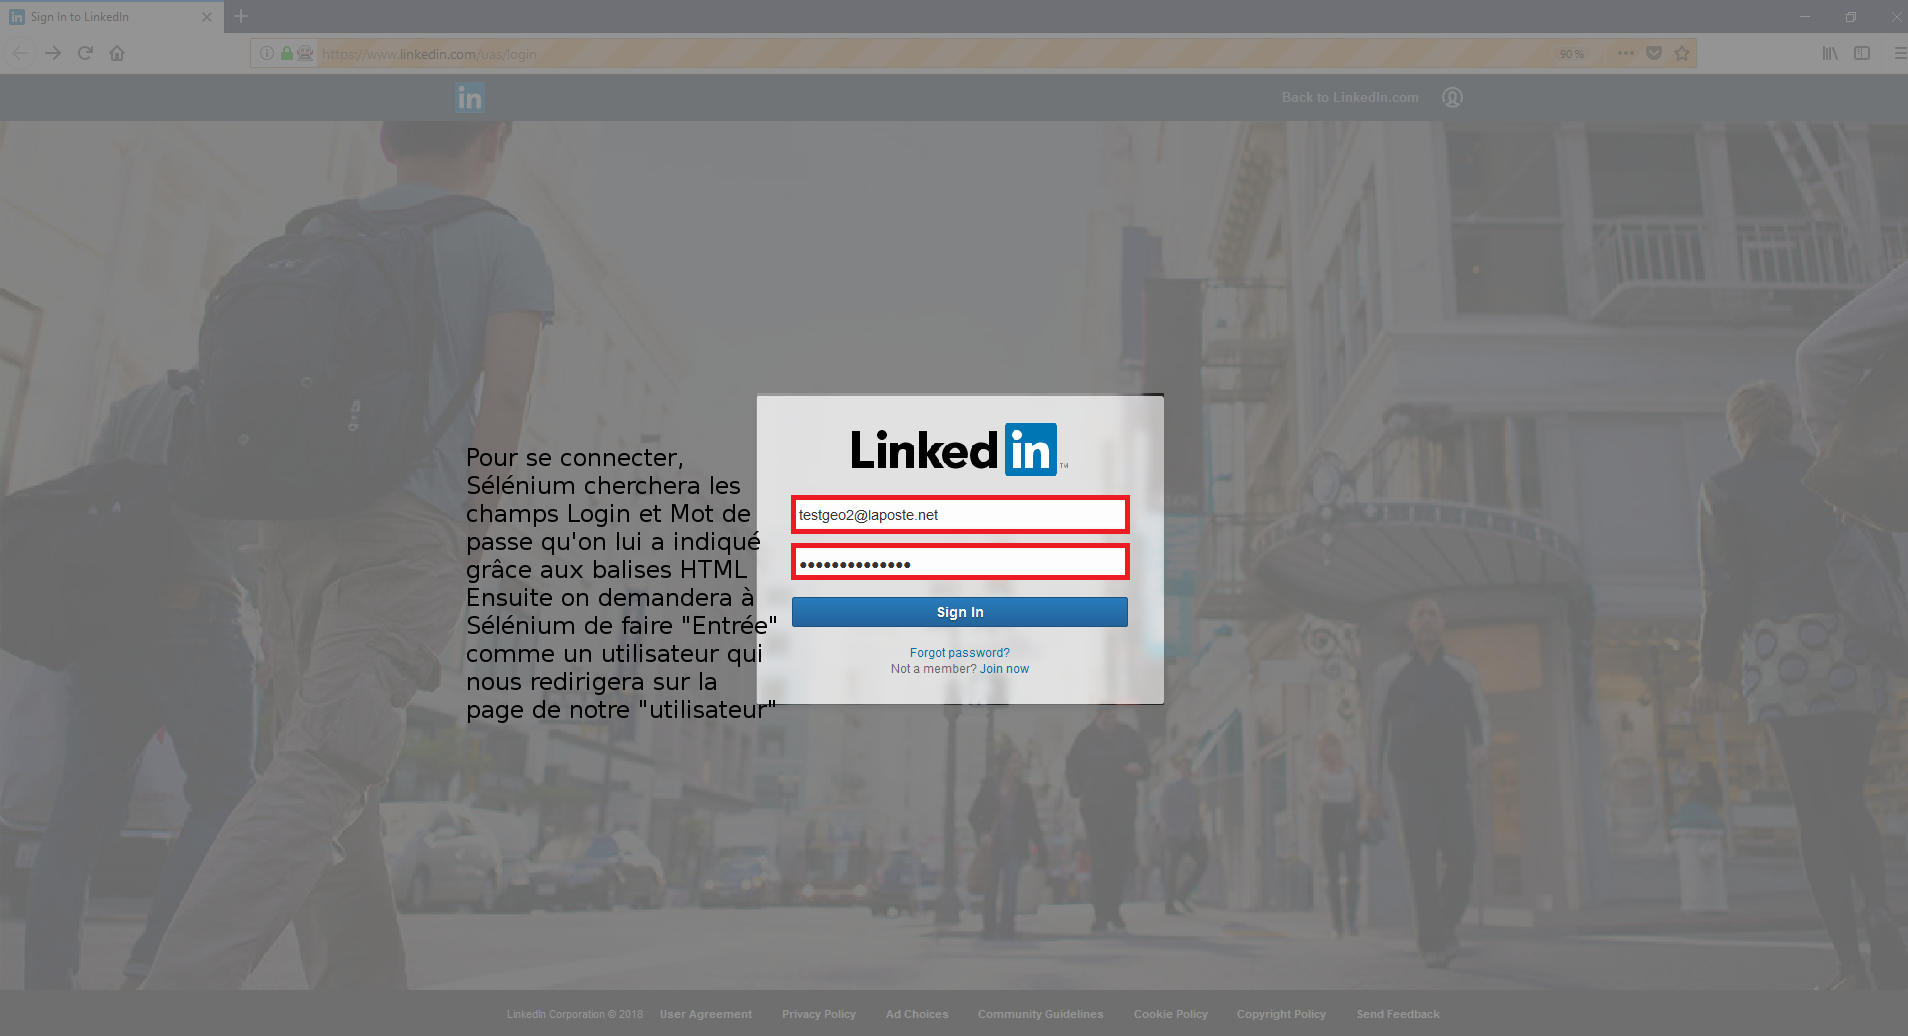 Sign In to LinkedIn
https://www.linkedin.com/uas/login
90%
in
Back to LinkedIn.com
Linked in ™
testgeo2@laposte.net
Sign In
Forgot password?
Not a member? Join now
Pour se connecter,
Sélénium cherchera les
champs Login et Mot de
passe qu'on lui a indiqué
grâce aux balises HTML
Ensuite on demandera à
Sélénium de faire "Entrée"
comme un utilisateur qui
nous redirigera sur la
page de notre "utilisateur"
LinkedIn Corporation © 2018 User Agreement Privacy Policy Ad Choices Community Guidelines Cookie Policy Copyright Policy Send Feedback